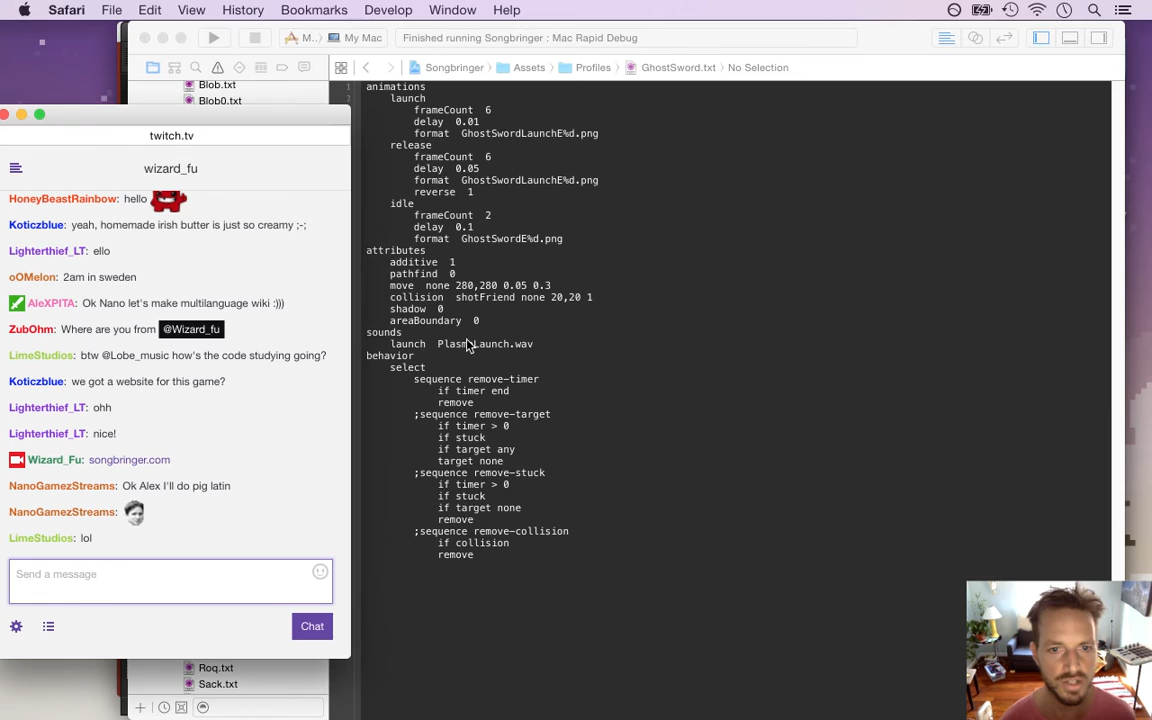 Safari File Edit View History Bookmarks Develop Window Help
M.. My Mac
Finished running Songbringer : Mac Rapid Debug
Songbringer Assets Profiles GhostSword.txt No Selection
Blob.txt
Blob0.txt
twitch.tv
wizard_fu
HoneyBeastRainbow: hello
Koticzblue: yeah, homemade irish butter is just so creamy ;-;
Lighterthief_LT: ello
oOMelon: 2am in sweden
AleXPITA: Ok Nano let's make multilanguage wiki :)))
ZubOhm: Where are you from @Wizard_fu
LimeStudios: btw @Lobe_music how's the code studying going?
Koticzblue: we got a website for this game?
Lighterthief_LT: ohh
Lighterthief_LT: nice!
Wizard_Fu: songbringer.com
NanoGamezStreams: Ok Alex I'll do pig latin
NanoGamezStreams:
LimeStudios: lol
Send a message
Chat
Roq.txt
Sack.txt
1
2
animations
launch
frameCount 6
delay 0.01
format GhostSwordLaunchE%d.png
release
frameCount 6
delay 0.05
format GhostSwordLaunchE%d.png
reverse 1
idle
frameCount 2
delay 0.1
format GhostSwordE%d.png
attributes
additive 1
pathfind 0
move none 280,280 0.05 0.3
collision shotFriend none 20,20 1
shadow 0
areaBoundary 0
sounds
launch PlasmaLaunch.wav
behavior
select
sequence remove-timer
if timer end
remove
;sequence remove-target
if timer > 0
if stuck
if target any
target none
;sequence remove-stuck
if timer > 0
if stuck
if target none
remove
;sequence remove-collision
if collision
remove